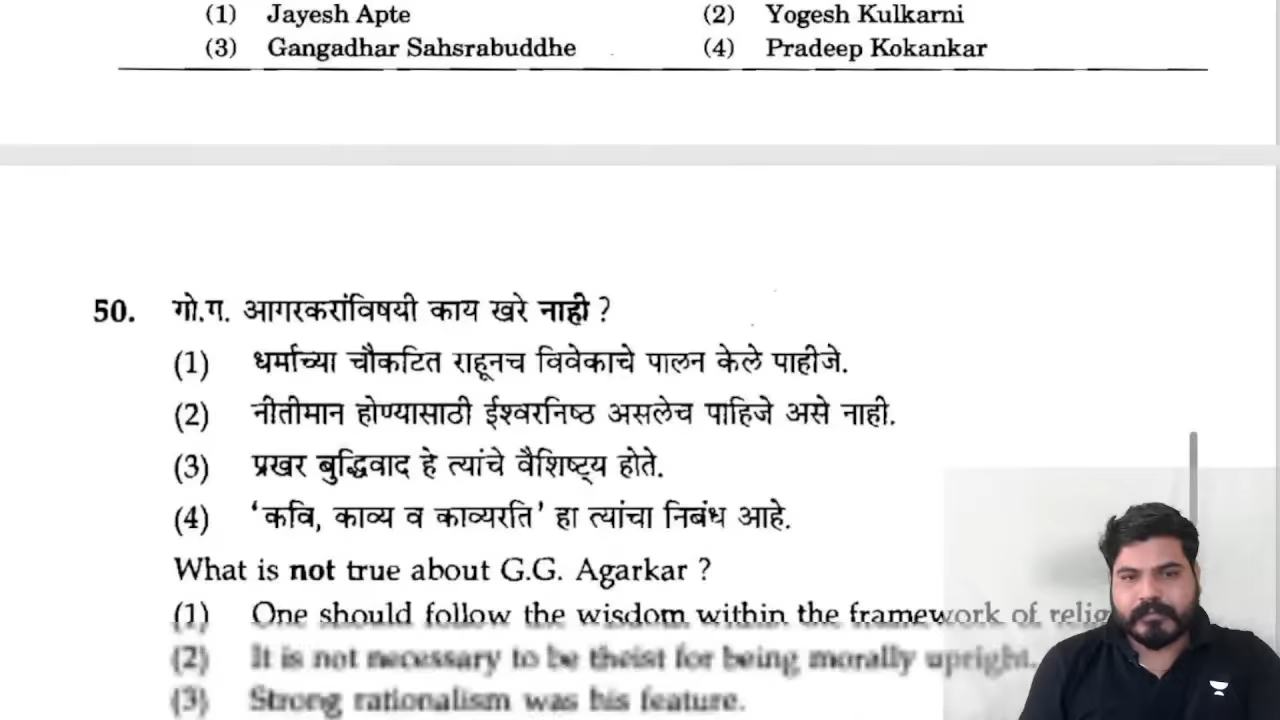 (1) Jayesh Apte (2) Yogesh Kulkarni
(3) Gangadhar Sahsrabuddhe (4) Pradeep Kokankar
50. गो.ग. आगरकरांविषयी काय खरे नाही ?
(1) धर्माच्या चौकटित राहूनच विवेकाचे पालन केले पाहीजे.
(2) नीतीमान होण्यासाठी ईश्वरनिष्ठ असलेच पाहिजे असे नाही.
(3) प्रखर बुद्धिवाद हे त्यांचे वैशिष्ट्य होते.
(4) 'कवि, काव्य व काव्यरति' हा त्यांचा निबंध आहे.
What is not true about G.G. Agarkar ?
(1) One should follow the wisdom within the framework of
(2) It is not necessary to be theist for being morally upright.
(3) Strong rationalism was his feature.